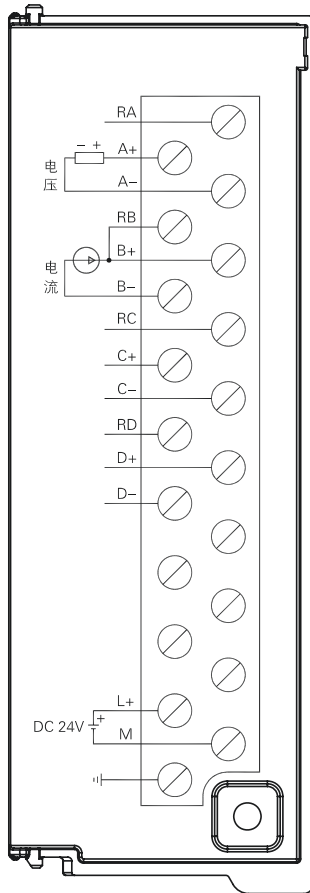 RA
A+
- +
电压
A-
RB
B+
电流
B-
RC
C+
C-
RD
D+
D-
L+
+
DC 24V
M